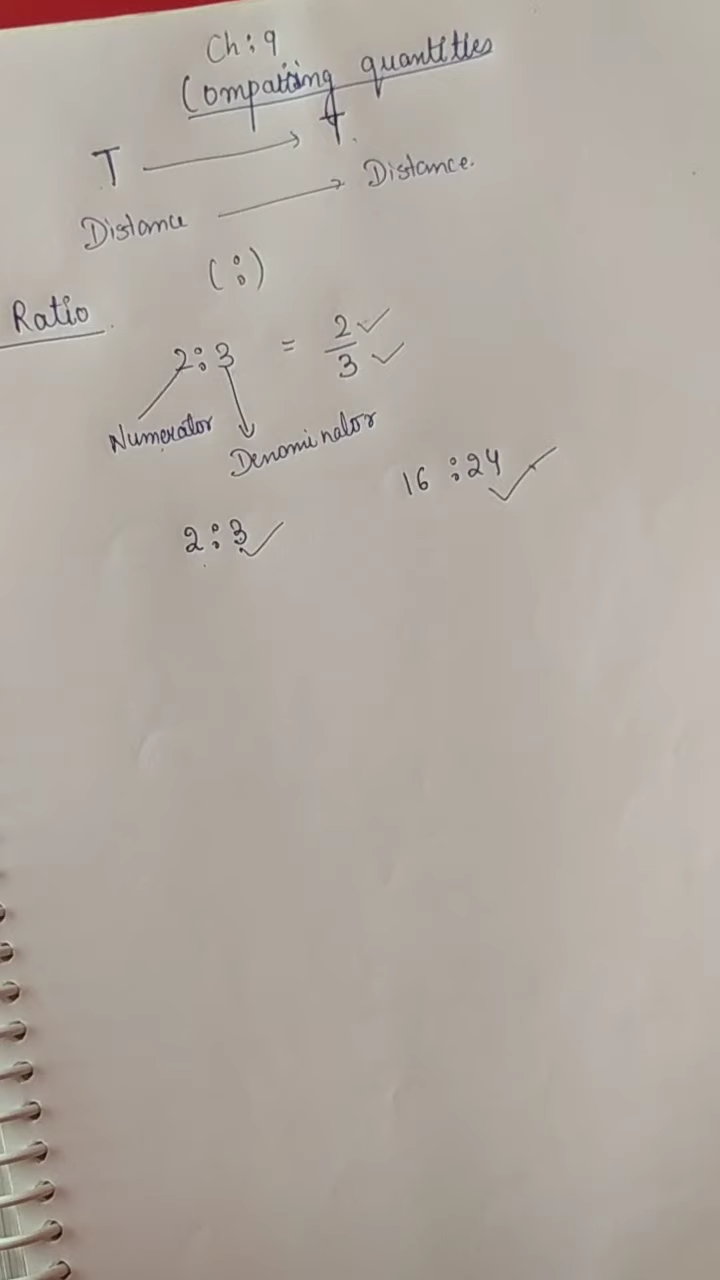 Ch:9
Comparing quantities
T → T.
Distance → Distance.
(:)
Ratio.
2:3 = 2/3
Numerator
Denominator
16:24
2:3